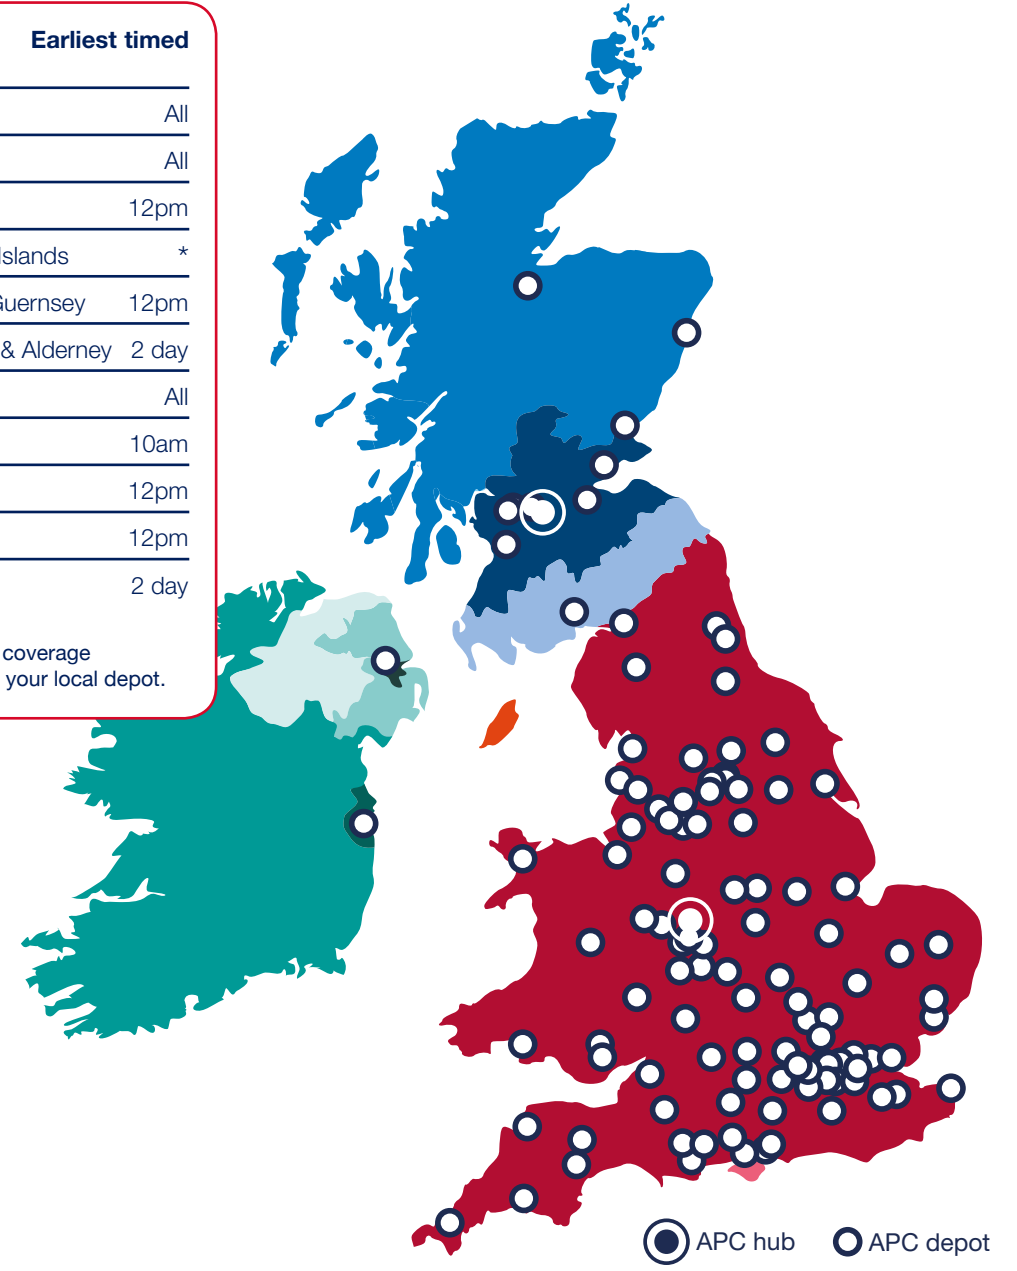 Earliest timed
All
All
12pm
Islands *
Guernsey 12pm
& Alderney 2 day
All
10am
12pm
12pm
2 day
coverage
your local depot.
APC hub
APC depot